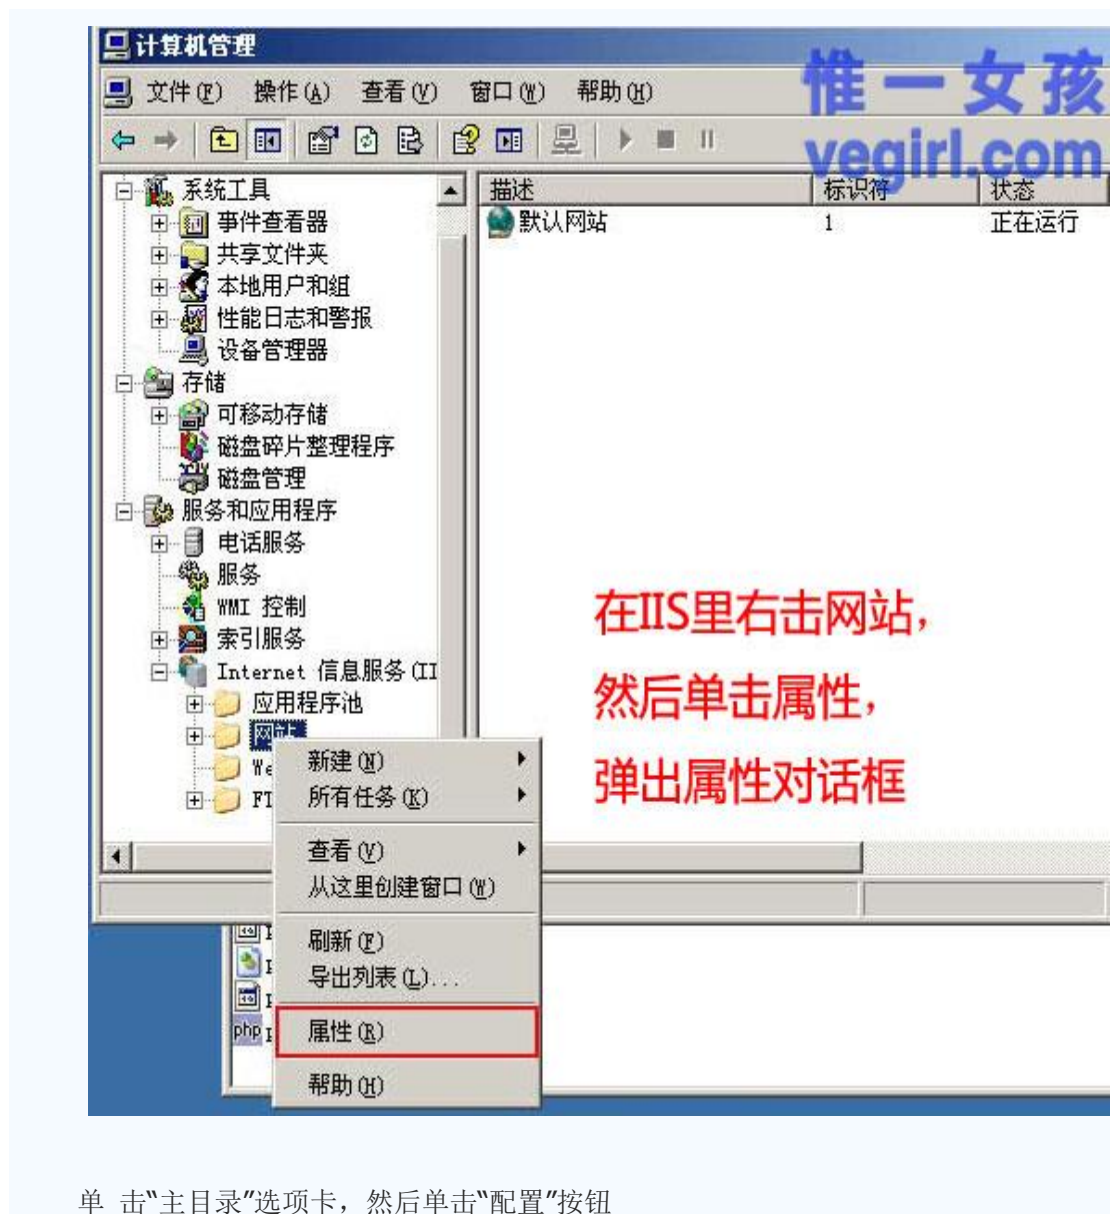 计算机管理
惟一女孩
vegirl.com
文件(F) 操作(A) 查看(V) 窗口(W) 帮助(H)
系统工具
事件查看器
共享文件夹
本地用户和组
性能日志和警报
设备管理器
存储
可移动存储
磁盘碎片整理程序
磁盘管理
服务和应用程序
电话服务
服务
WMI 控制
索引服务
Internet 信息服务(II
应用程序池
网站
We
FT
描述 标识符 状态
默认网站 1 正在运行
在IIS里右击网站，
然后单击属性，
弹出属性对话框
新建(N)
所有任务(K)
查看(V)
从这里创建窗口(W)
刷新(F)
导出列表(L)...
属性(R)
帮助(H)
php
单 击“主目录”选项卡，然后单击“配置”按钮